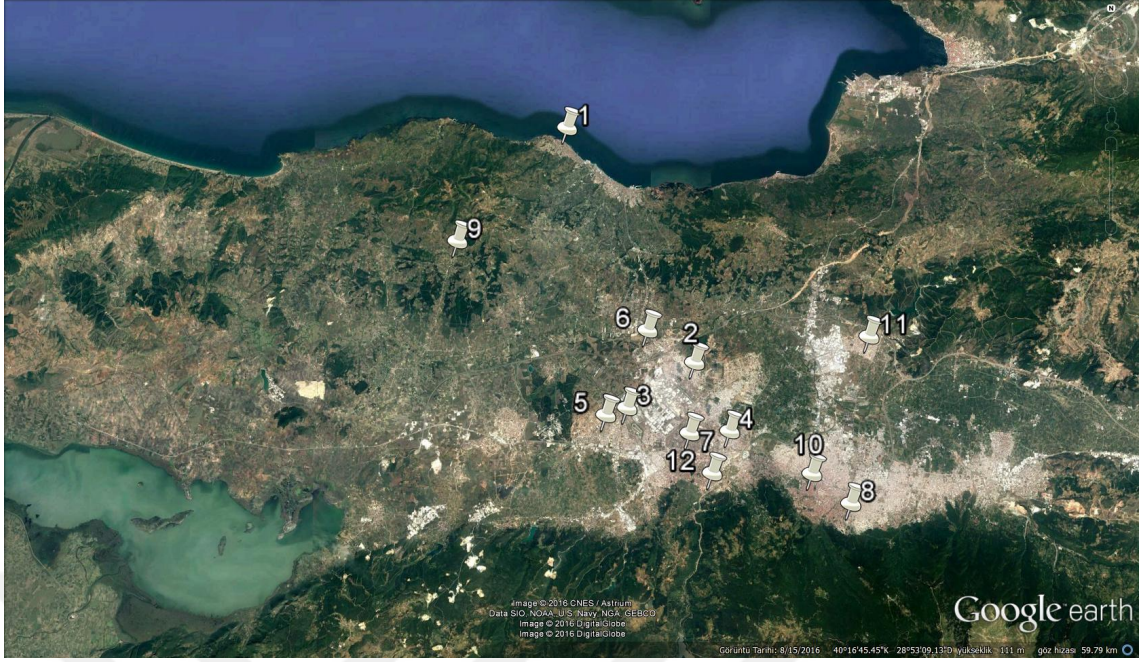 N
1
9
6
2
11
5
3
7
4
12
10
8
Image © 2016 CNES / Astrium
Data SIO, NOAA, U.S. Navy, NGA, GEBCO
Image © 2016 DigitalGlobe
Image © 2016 DigitalGlobe
Google earth
Görüntü Tarihi: 8/15/2016 40°16'45.45"K 28°53'09.13"D yükseklik 111 m göz hizası 59.79 km